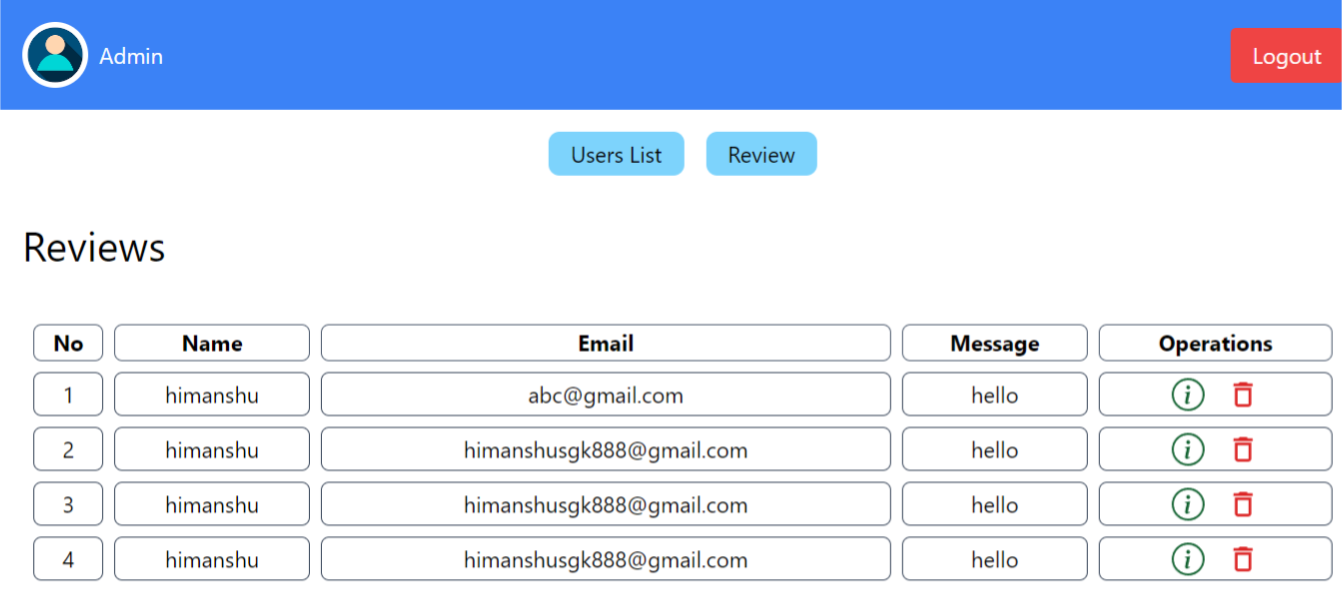 Admin Logout
Users List Review
Reviews
No Name Email Message Operations
1 himanshu abc@gmail.com hello
2 himanshu himanshusgk888@gmail.com hello
3 himanshu himanshusgk888@gmail.com hello
4 himanshu himanshusgk888@gmail.com hello